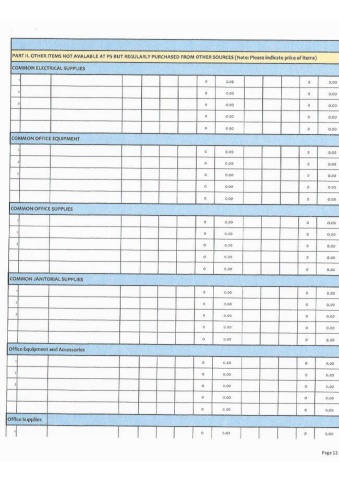 PART II. OTHER ITEMS NOT AVALABLE AT PS BUT REGULARLY PURCHASED FROM OTHER SOURCES (Note: Please indicate price of items)
COMMON ELECTRICAL SUPPLIES
1 0 0.00 0 0.00
2 0 0.00 0 0.00
3 0 0.00 0 0.00
0 0.00 0 0.00
0 0.00 0 0.00
COMMON OFFICE EQUIPMENT
1 0 0.00 0 0.00
2 0 0.00 0 0.00
3 0 0.00 0 0.00
0 0.00 0 0.00
0 0.00 0 0.00
COMMON OFFICE SUPPLIES
1 0 0.00 0 0.00
2 0 0.00 0 0.00
3 0 0.00 0 0.00
0 0.00 0 0.00
0 0.00 0 0.00
COMMON JANITORIAL SUPPLIES
1 0 0.00 0 0.00
2 0 0.00 0 0.00
3 0 0.00 0 0.00
0 0.00 0 0.00
0 0.00 0 0.00
Office Equipment and Accessories
1 0 0.00 0 0.00
2 0 0.00 0 0.00
3 0 0.00 0 0.00
0 0.00 0 0.00
0 0.00 0 0.00
Office Supplies
1 0 0.00 0 0.00